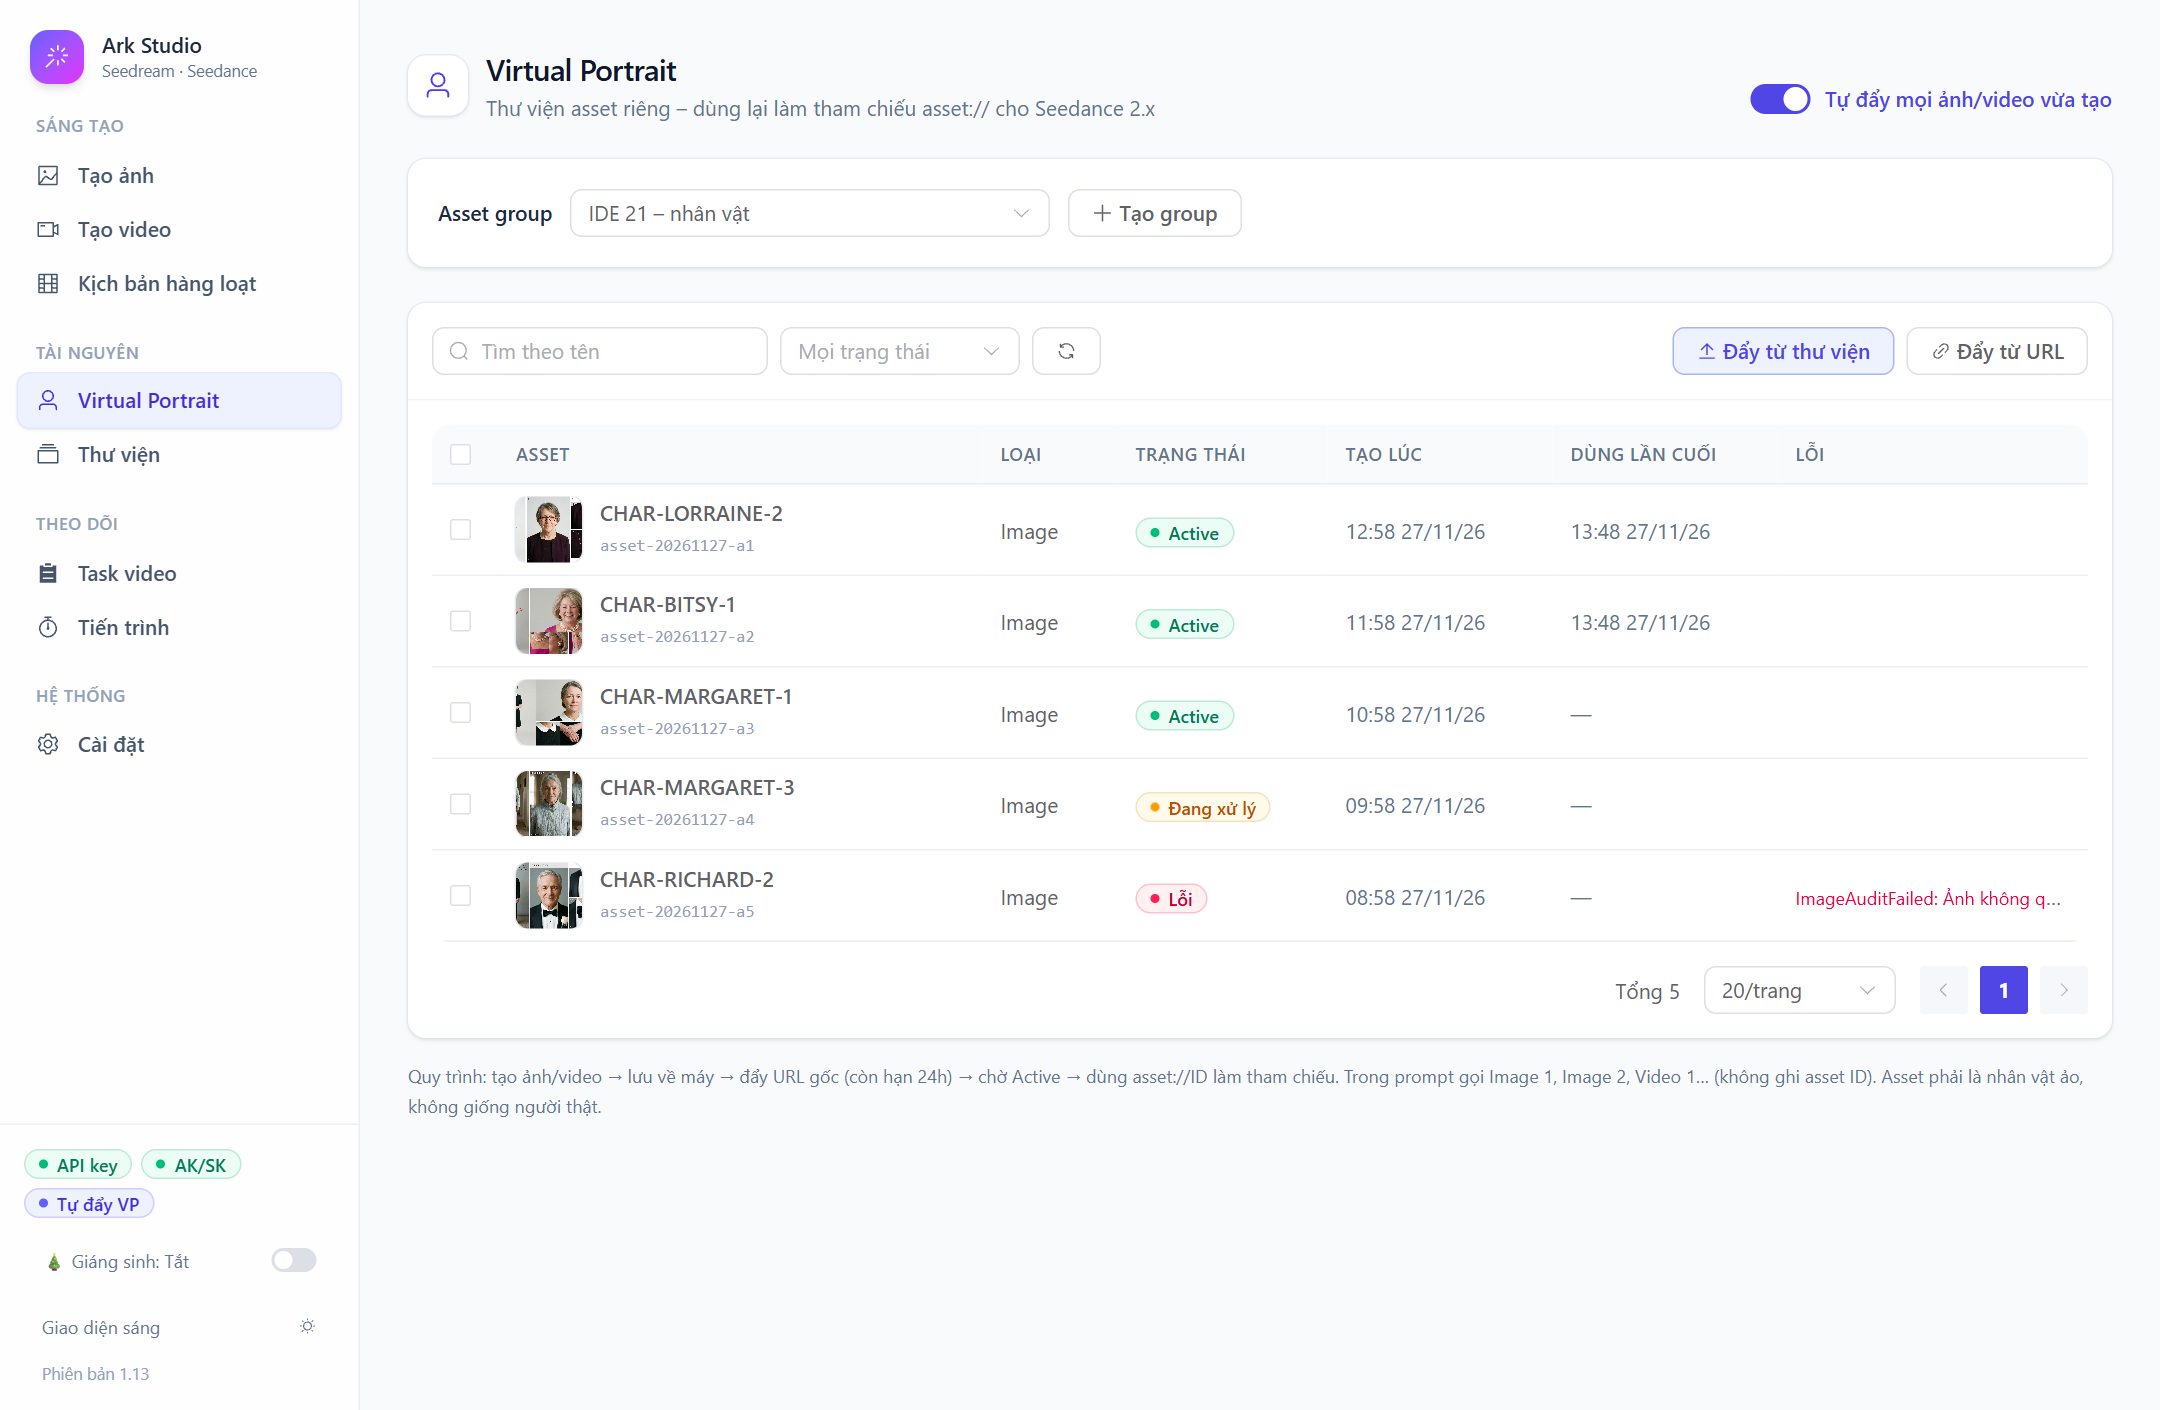 Ark Studio
Seedream · Seedance
SÁNG TẠO
Tạo ảnh
Tạo video
Kịch bản hàng loạt
TÀI NGUYÊN
Virtual Portrait
Thư viện
THEO DÕI
Task video
Tiến trình
HỆ THỐNG
Cài đặt
API key
AK/SK
Tự đẩy VP
Giáng sinh: Tắt
Giao diện sáng
Phiên bản 1.13
Virtual Portrait
Thư viện asset riêng – dùng lại làm tham chiếu asset:// cho Seedance 2.x
Tự đẩy mọi ảnh/video vừa tạo
Asset group
IDE 21 – nhân vật
Tạo group
Tìm theo tên
Mọi trạng thái
Đẩy từ thư viện
Đẩy từ URL
ASSET LOẠI TRẠNG THÁI TẠO LÚC DÙNG LẦN CUỐI LỖI
CHAR-LORRAINE-2
asset-20261127-a1
Image Active 12:58 27/11/26 13:48 27/11/26
CHAR-BITSY-1
asset-20261127-a2
Image Active 11:58 27/11/26 13:48 27/11/26
CHAR-MARGARET-1
asset-20261127-a3
Image Active 10:58 27/11/26 —
CHAR-MARGARET-3
asset-20261127-a4
Image Đang xử lý 09:58 27/11/26 —
CHAR-RICHARD-2
asset-20261127-a5
Image Lỗi 08:58 27/11/26 — ImageAuditFailed: Ảnh không q...
Tổng 5
20/trang
1
Quy trình: tạo ảnh/video → lưu về máy → đẩy URL gốc (còn hạn 24h) → chờ Active → dùng asset://ID làm tham chiếu. Trong prompt gọi Image 1, Image 2, Video 1... (không ghi asset ID). Asset phải là nhân vật ảo,
không giống người thật.